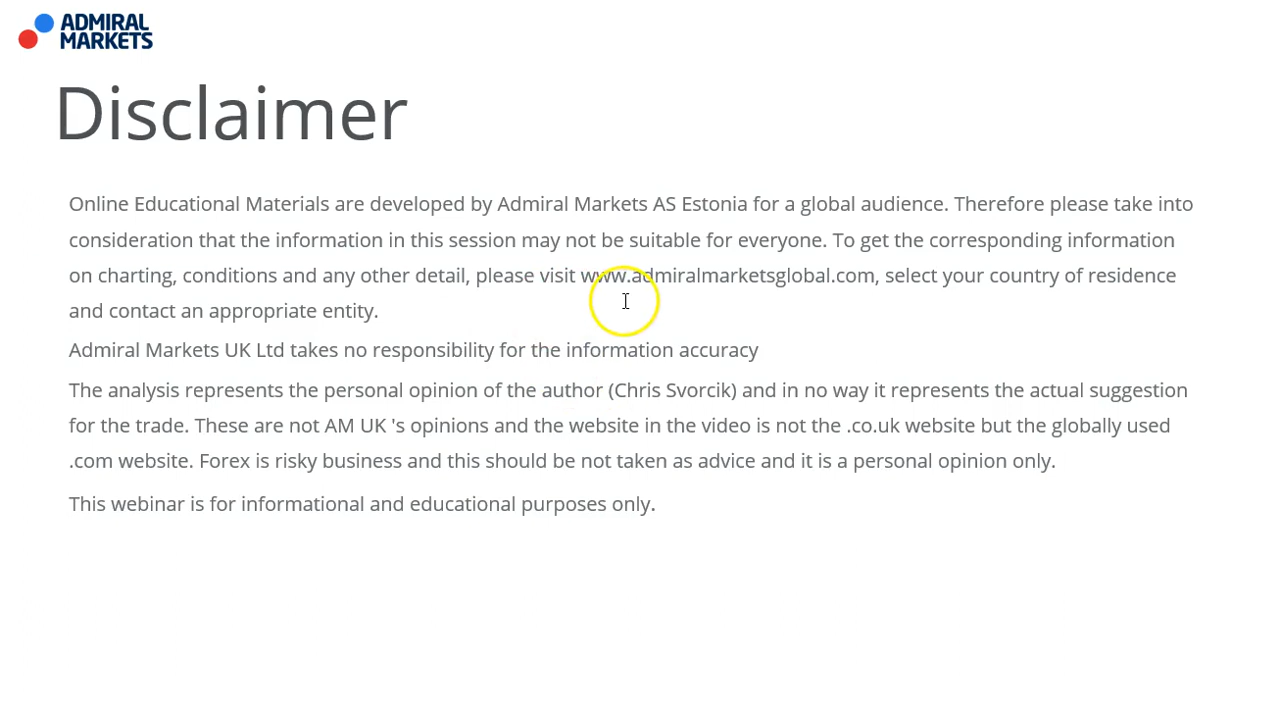 ADMIRAL
MARKETS
Disclaimer
Online Educational Materials are developed by Admiral Markets AS Estonia for a global audience. Therefore please take into
consideration that the information in this session may not be suitable for everyone. To get the corresponding information
on charting, conditions and any other detail, please visit www.admiralmarketsglobal.com, select your country of residence
and contact an appropriate entity.
Admiral Markets UK Ltd takes no responsibility for the information accuracy
The analysis represents the personal opinion of the author (Chris Svorcik) and in no way it represents the actual suggestion
for the trade. These are not AM UK 's opinions and the website in the video is not the .co.uk website but the globally used
.com website. Forex is risky business and this should be not taken as advice and it is a personal opinion only.
This webinar is for informational and educational purposes only.